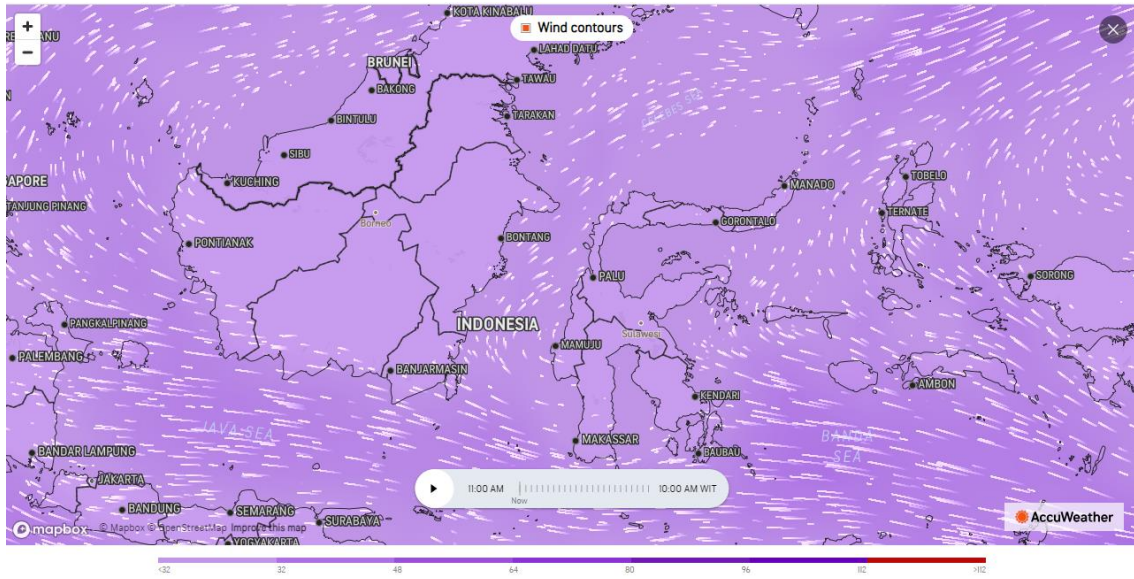 KOTA KINABALU
Wind contours
+
−
LAHAD DATU
BRUNEI
TAWAU
BAKONG
CELEBES SEA
TARAKAN
BINTULU
SIBU
KUCHING
TOBELO
MANADO
TANJUNG PINANG
TERNATE
GORONTALO
Borneo
BONTANG
PONTIANAK
PALU
SORONG
INDONESIA
PANGKALPINANG
Sulawesi
MAMUJU
PALEMBANG
BANJARMASIN
AMBON
KENDARI
JAVA SEA
BANDA
SEA
MAKASSAR
BANDAR LAMPUNG
BAUBAU
JAKARTA
11:00 AM
10:00 AM WIT
Now
BANDUNG
SEMARANG
SURABAYA
AccuWeather
mapbox
© Mapbox © OpenStreetMap Improve this map
YOGYAKARTA
<32 32 48 64 80 96 112 >112